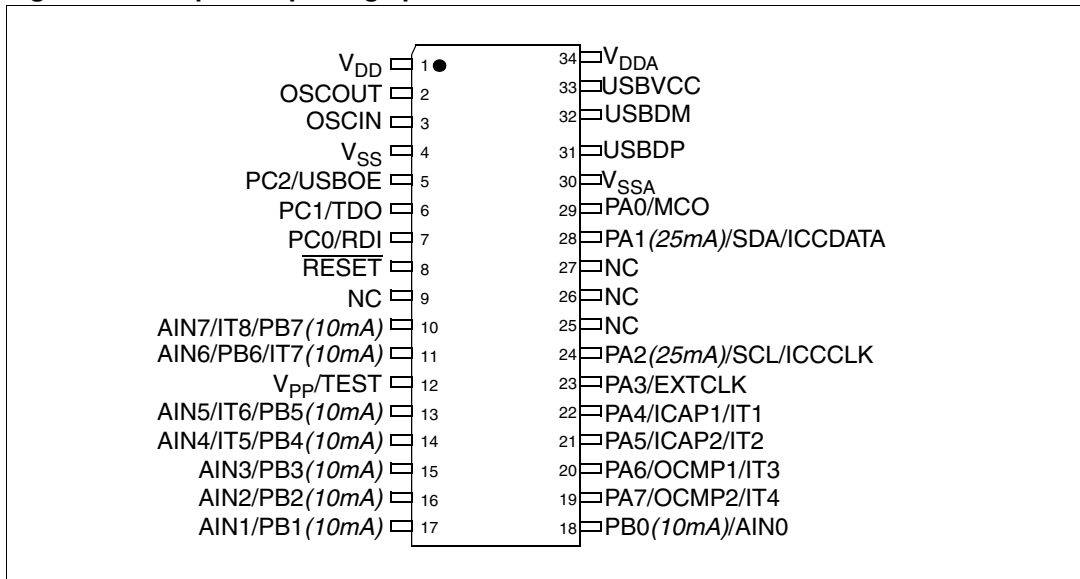 V_DD 1 34 V_DDA
OSCOUT 2 33 USBVCC
OSCIN 3 32 USBDM
V_SS 4 31 USBDP
PC2/USBOE 5 30 V_SSA
PC1/TDO 6 29 PA0/MCO
PC0/RDI 7 28 PA1(25mA)/SDA/ICCDATA
RESET 8 27 NC
NC 9 26 NC
AIN7/IT8/PB7(10mA) 10 25 NC
AIN6/PB6/IT7(10mA) 11 24 PA2(25mA)/SCL/ICCCLK
V_PP/TEST 12 23 PA3/EXTCLK
AIN5/IT6/PB5(10mA) 13 22 PA4/ICAP1/IT1
AIN4/IT5/PB4(10mA) 14 21 PA5/ICAP2/IT2
AIN3/PB3(10mA) 15 20 PA6/OCMP1/IT3
AIN2/PB2(10mA) 16 19 PA7/OCMP2/IT4
AIN1/PB1(10mA) 17 18 PB0(10mA)/AIN0